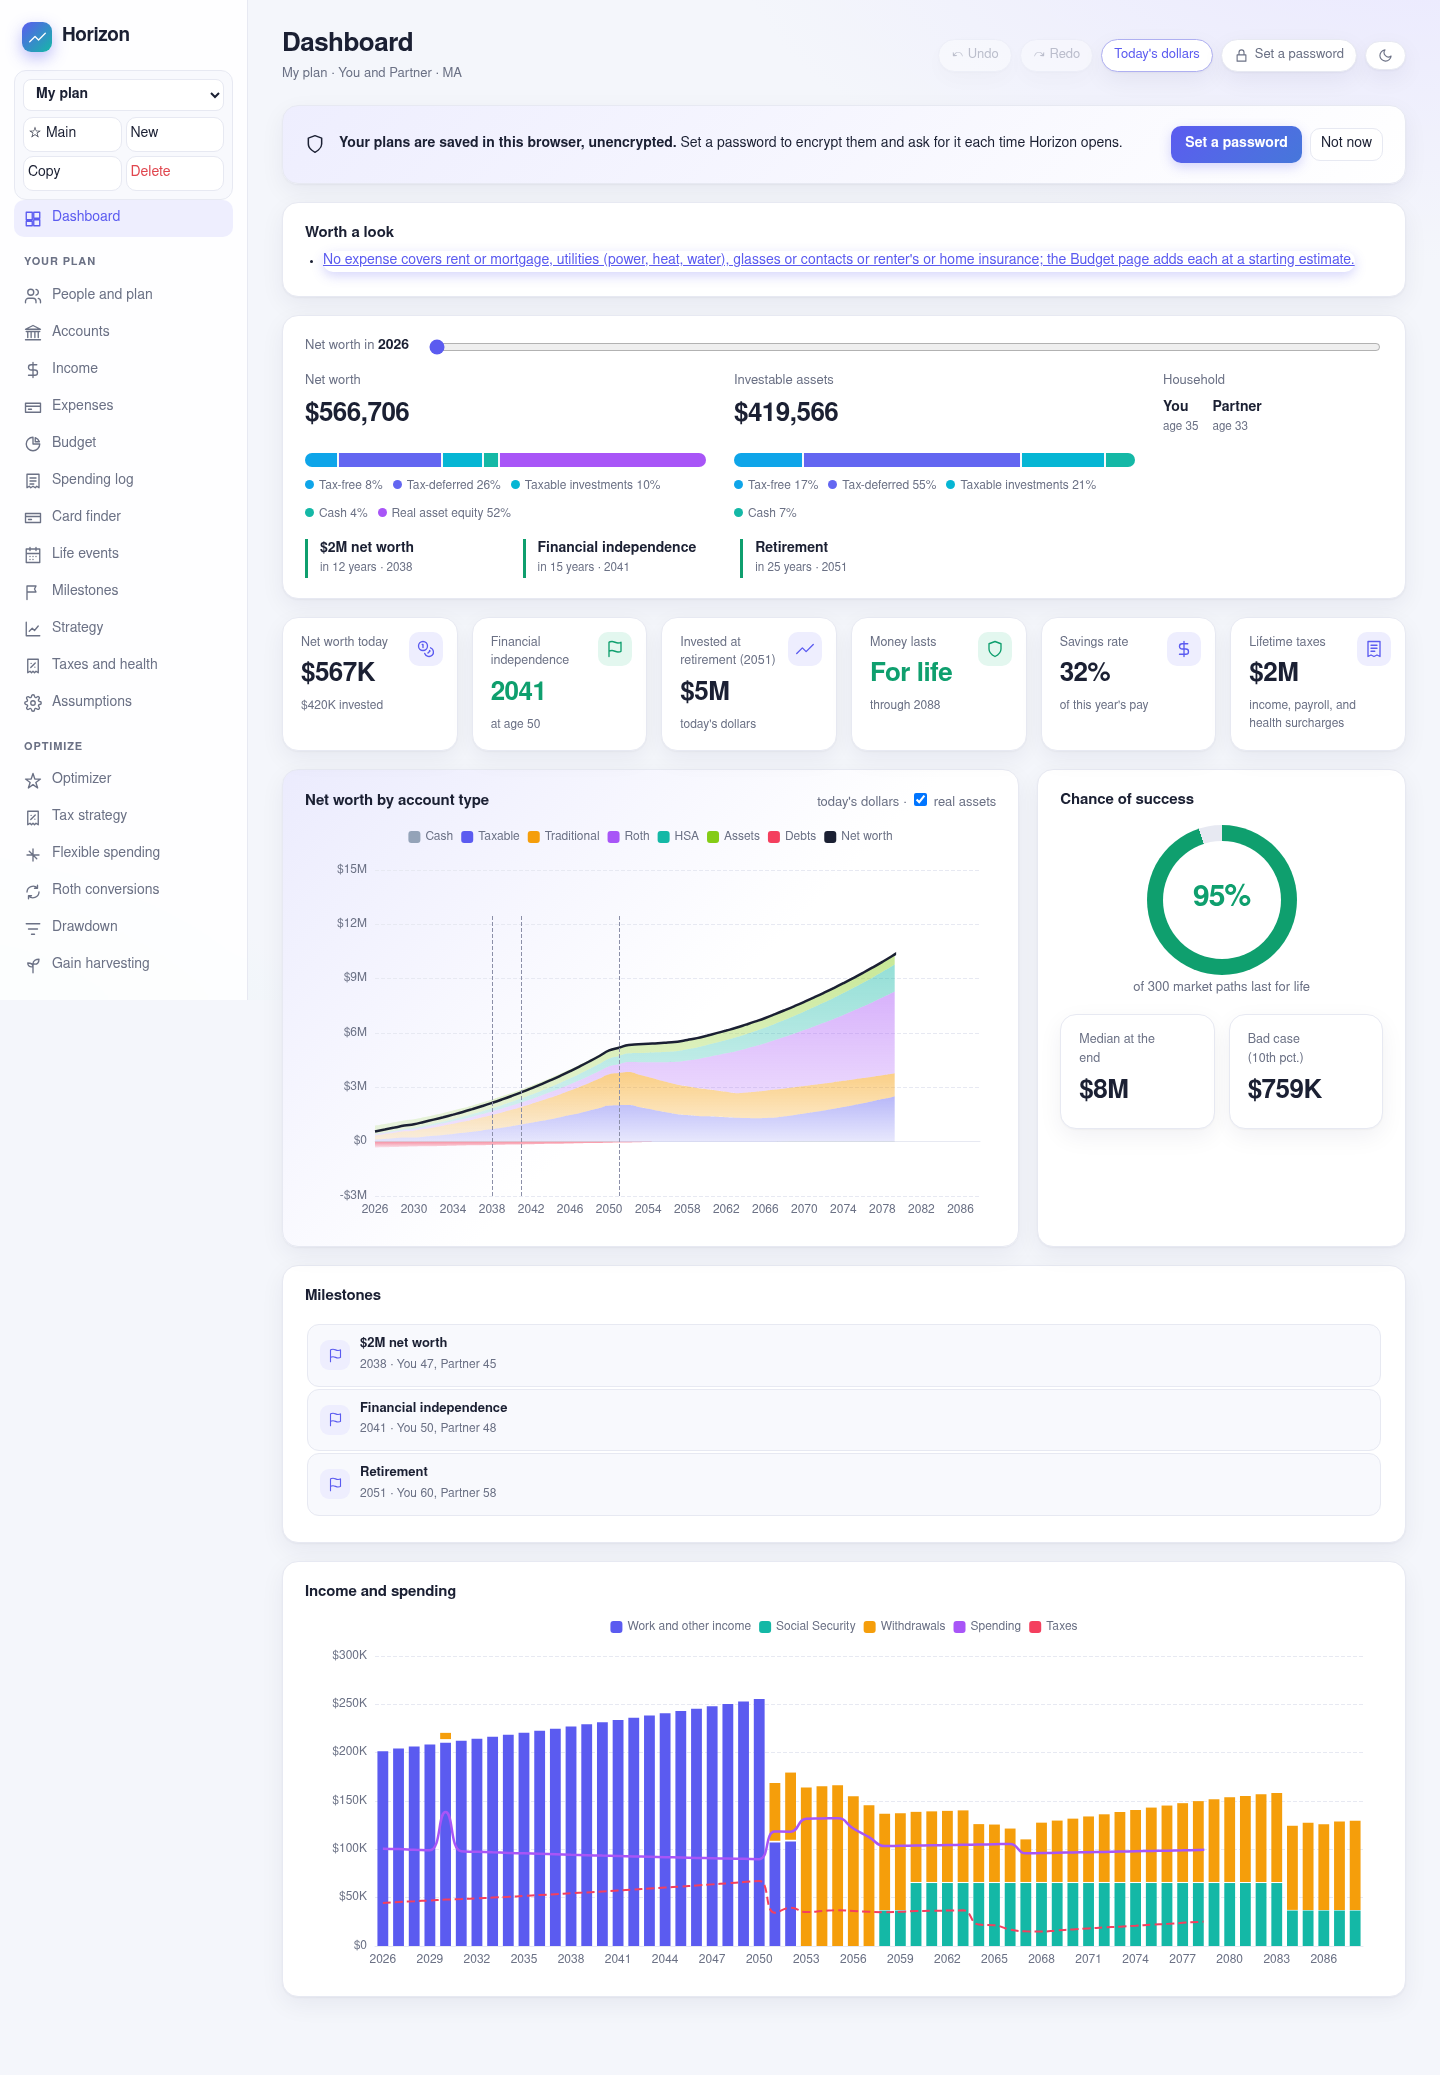 Horizon
My plan
☆ Main
New
Copy
Delete
Dashboard
YOUR PLAN
People and plan
Accounts
Income
Expenses
Budget
Spending log
Card finder
Life events
Milestones
Strategy
Taxes and health
Assumptions
OPTIMIZE
Optimizer
Tax strategy
Flexible spending
Roth conversions
Drawdown
Gain harvesting
Dashboard
My plan · You and Partner · MA
Undo
Redo
Today's dollars
Set a password
Your plans are saved in this browser, unencrypted. Set a password to encrypt them and ask for it each time Horizon opens.
Set a password
Not now
Worth a look
• No expense covers rent or mortgage, utilities (power, heat, water), glasses or contacts or renter's or home insurance; the Budget page adds each at a starting estimate.
Net worth in 2026
Net worth
$566,706
Tax-free 8% Tax-deferred 26% Taxable investments 10%
Cash 4% Real asset equity 52%
Investable assets
$419,566
Tax-free 17% Tax-deferred 55% Taxable investments 21%
Cash 7%
Household
You Partner
age 35 age 33
$2M net worth
in 12 years · 2038
Financial independence
in 15 years · 2041
Retirement
in 25 years · 2051
Net worth today
$567K
$420K invested
Financial
independence
2041
at age 50
Invested at
retirement (2051)
$5M
today's dollars
Money lasts
For life
through 2088
Savings rate
32%
of this year's pay
Lifetime taxes
$2M
income, payroll, and
health surcharges
Net worth by account type
today's dollars · real assets
Cash Taxable Traditional Roth HSA Assets Debts Net worth
$15M
$12M
$9M
$6M
$3M
$0
-$3M
2026 2030 2034 2038 2042 2046 2050 2054 2058 2062 2066 2070 2074 2078 2082 2086
Chance of success
95%
of 300 market paths last for life
Median at the
end
$8M
Bad case
(10th pct.)
$759K
Milestones
$2M net worth
2038 · You 47, Partner 45
Financial independence
2041 · You 50, Partner 48
Retirement
2051 · You 60, Partner 58
Income and spending
Work and other income Social Security Withdrawals Spending Taxes
$300K
$250K
$200K
$150K
$100K
$50K
$0
2026 2029 2032 2035 2038 2041 2044 2047 2050 2053 2056 2059 2062 2065 2068 2071 2074 2077 2080 2083 2086